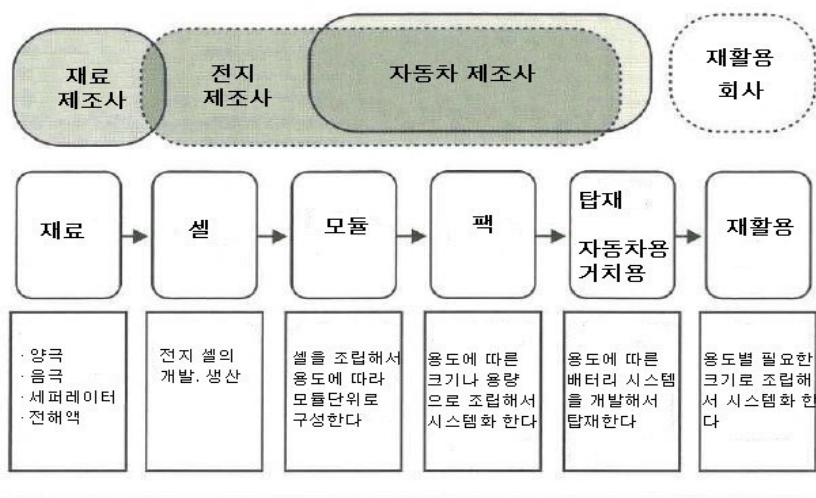 재료
제조사
전지
제조사
자동차 제조사
재활용
회사
재료
셀
모듈
팩
탑재
자동차용
거치용
재활용
· 양극
· 음극
· 세퍼레이터
· 전해액
전지 셀의
개발. 생산
셀을 조립해서
용도에 따라
모듈단위로
구성한다
용도에 따른
크기나 용량
으로 조립해서
시스템화 한다
용도에 따른
배터리 시스템
을 개발해서
탑재한다
용도별 필요한
크기로 조립해
서 시스템화 한
다